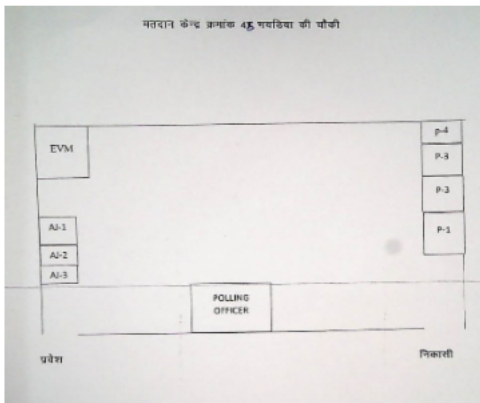 मतदान केन्द्र क्रमांक की चौकी
EVM
P-4
P-3
P-3
P-1
AJ-1
AJ-2
AJ-3
POLLING
OFFICER
प्रवेश
निकासी